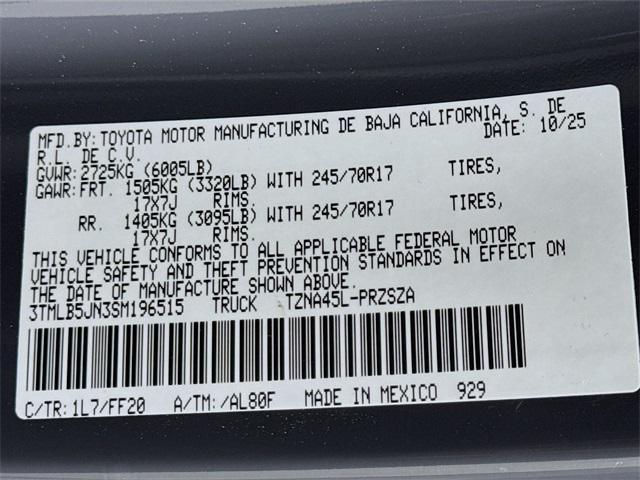 MFD.BY: TOYOTA MOTOR MANUFACTURING DE BAJA CALIFORNIA, S. DE
R.L. DE C.V. DATE: 10/25
GVWR: 2725KG (6005LB)
GAWR: FRT. 1505KG (3320LB) WITH 245/70R17 TIRES,
17X7J RIMS.
RR. 1405KG (3095LB) WITH 245/70R17 TIRES,
17X7J RIMS.
THIS VEHICLE CONFORMS TO ALL APPLICABLE FEDERAL MOTOR
VEHICLE SAFETY AND THEFT PREVENTION STANDARDS IN EFFECT ON
THE DATE OF MANUFACTURE SHOWN ABOVE.
3TMLB5JN3SM196515 TRUCK TZNA45L-PRZSZA
C/TR: 1L7/FF20 A/TM: /AL80F MADE IN MEXICO 929